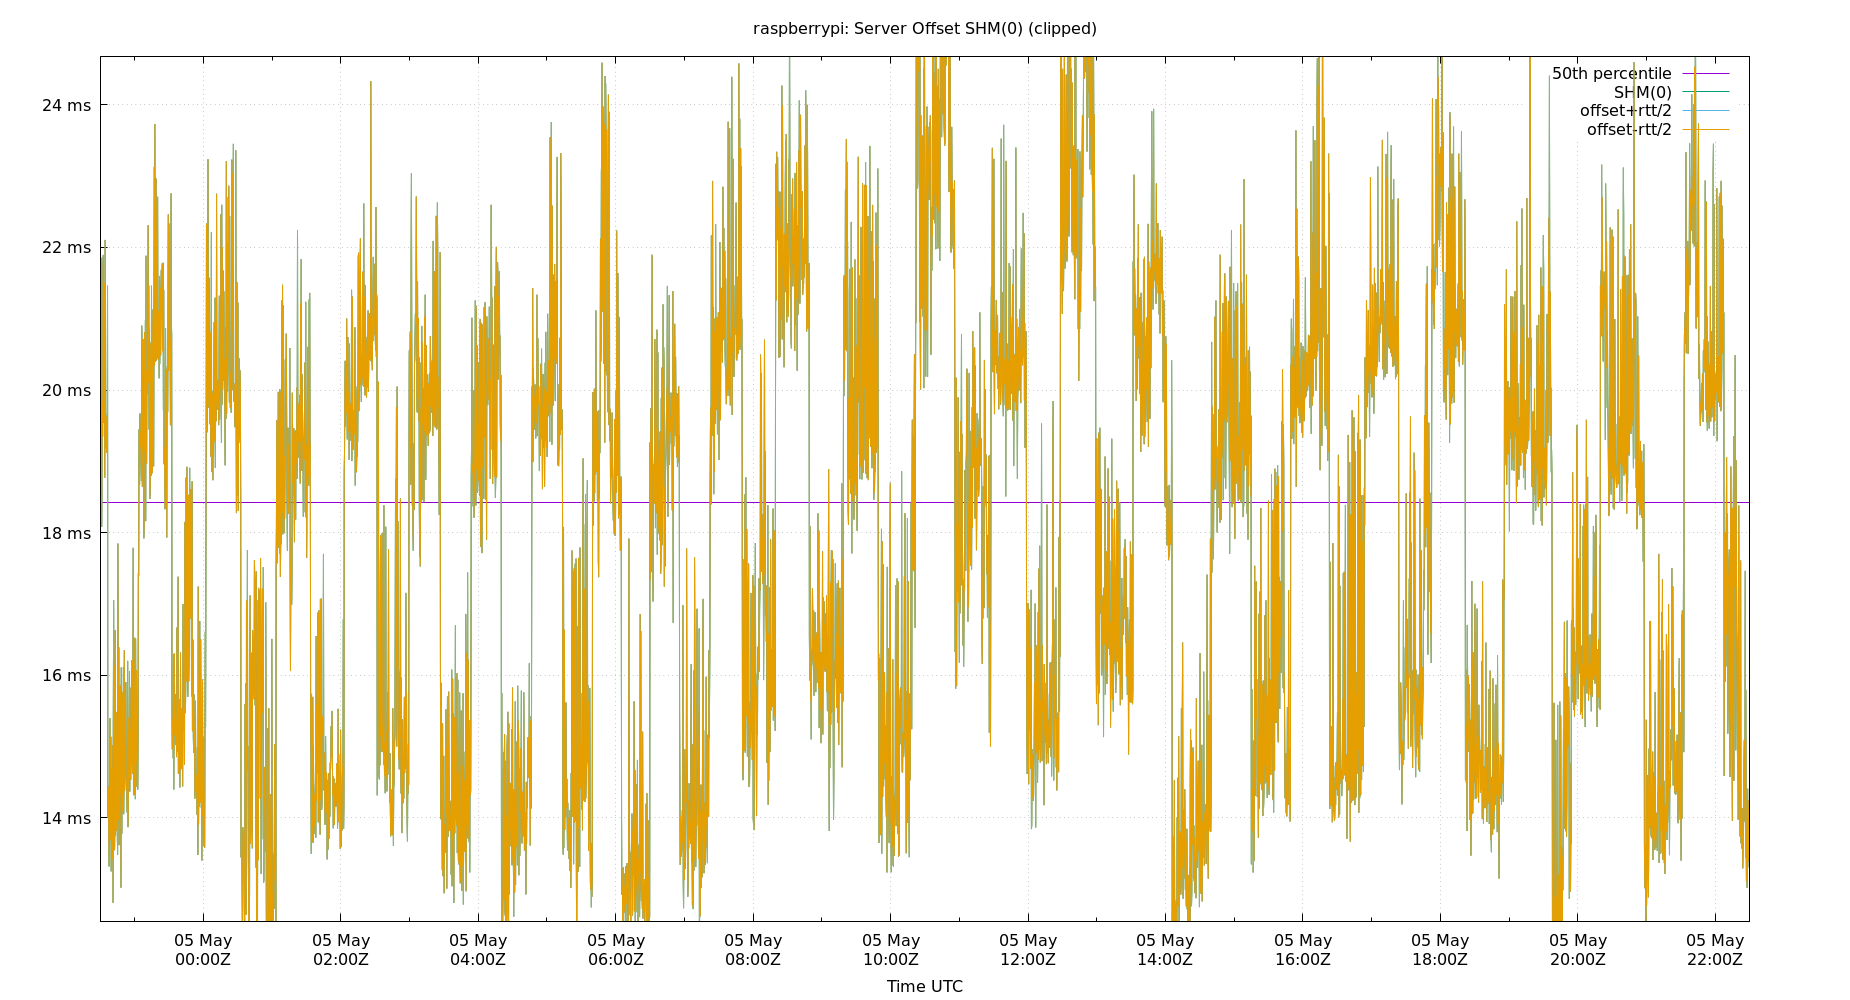 raspberrypi: Server Offset SHM(0) (clipped)
50th percentile
SHM(0)
offset+rtt/2
offset-rtt/2
24 ms
22 ms
20 ms
18 ms
16 ms
14 ms
05 May 05 May 05 May 05 May 05 May 05 May 05 May 05 May 05 May 05 May 05 May 05 May
00:00Z 02:00Z 04:00Z 06:00Z 08:00Z 10:00Z 12:00Z 14:00Z 16:00Z 18:00Z 20:00Z 22:00Z
Time UTC